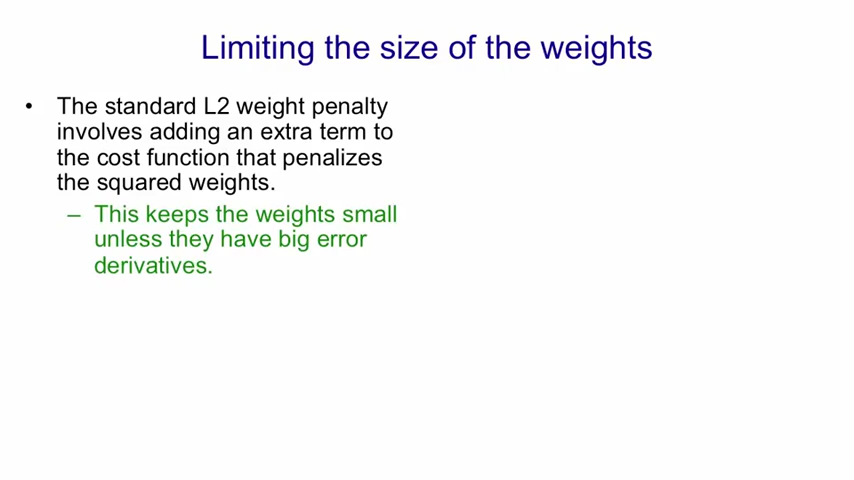 Limiting the size of the weights
• The standard L2 weight penalty
involves adding an extra term to
the cost function that penalizes
the squared weights.
– This keeps the weights small
unless they have big error
derivatives.